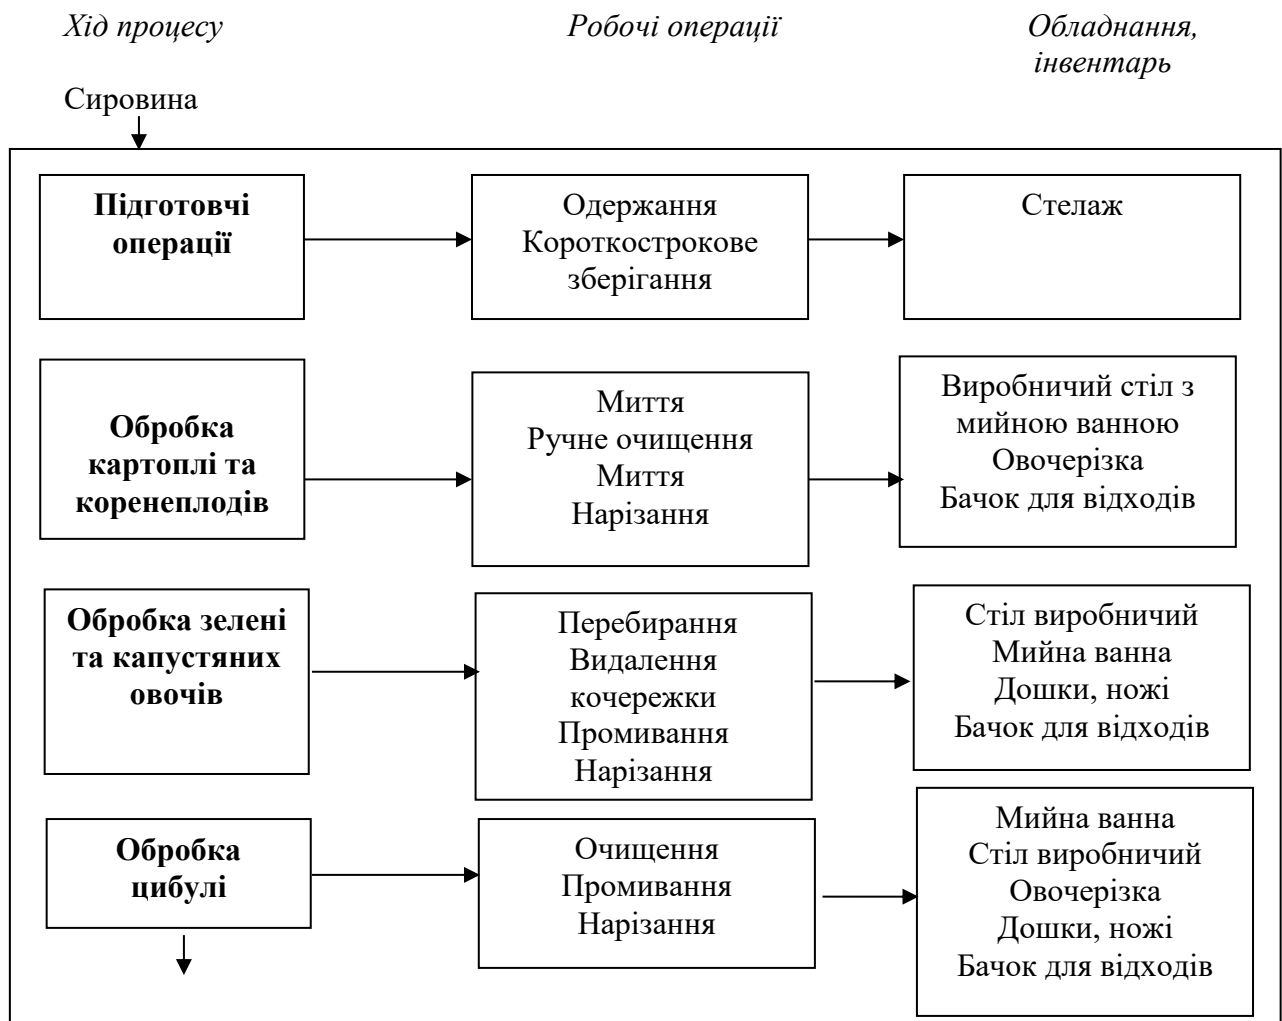 Хід процесу
Робочі операції
Обладнання,
інвентарь
Сировина
Підготовчі
операції
Одержання
Короткострокове
зберігання
Стелаж
Обробка
картоплі та
коренеплодів
Миття
Ручне очищення
Миття
Нарізання
Виробничий стіл з
мийною ванною
Овочерізка
Бачок для відходів
Обробка зелені
та капустяних
овочів
Перебирання
Видалення
кочережки
Промивання
Нарізання
Стіл виробничий
Мийна ванна
Дошки, ножі
Бачок для відходів
Обробка
цибулі
Очищення
Промивання
Нарізання
Мийна ванна
Стіл виробничий
Овочерізка
Дошки, ножі
Бачок для відходів